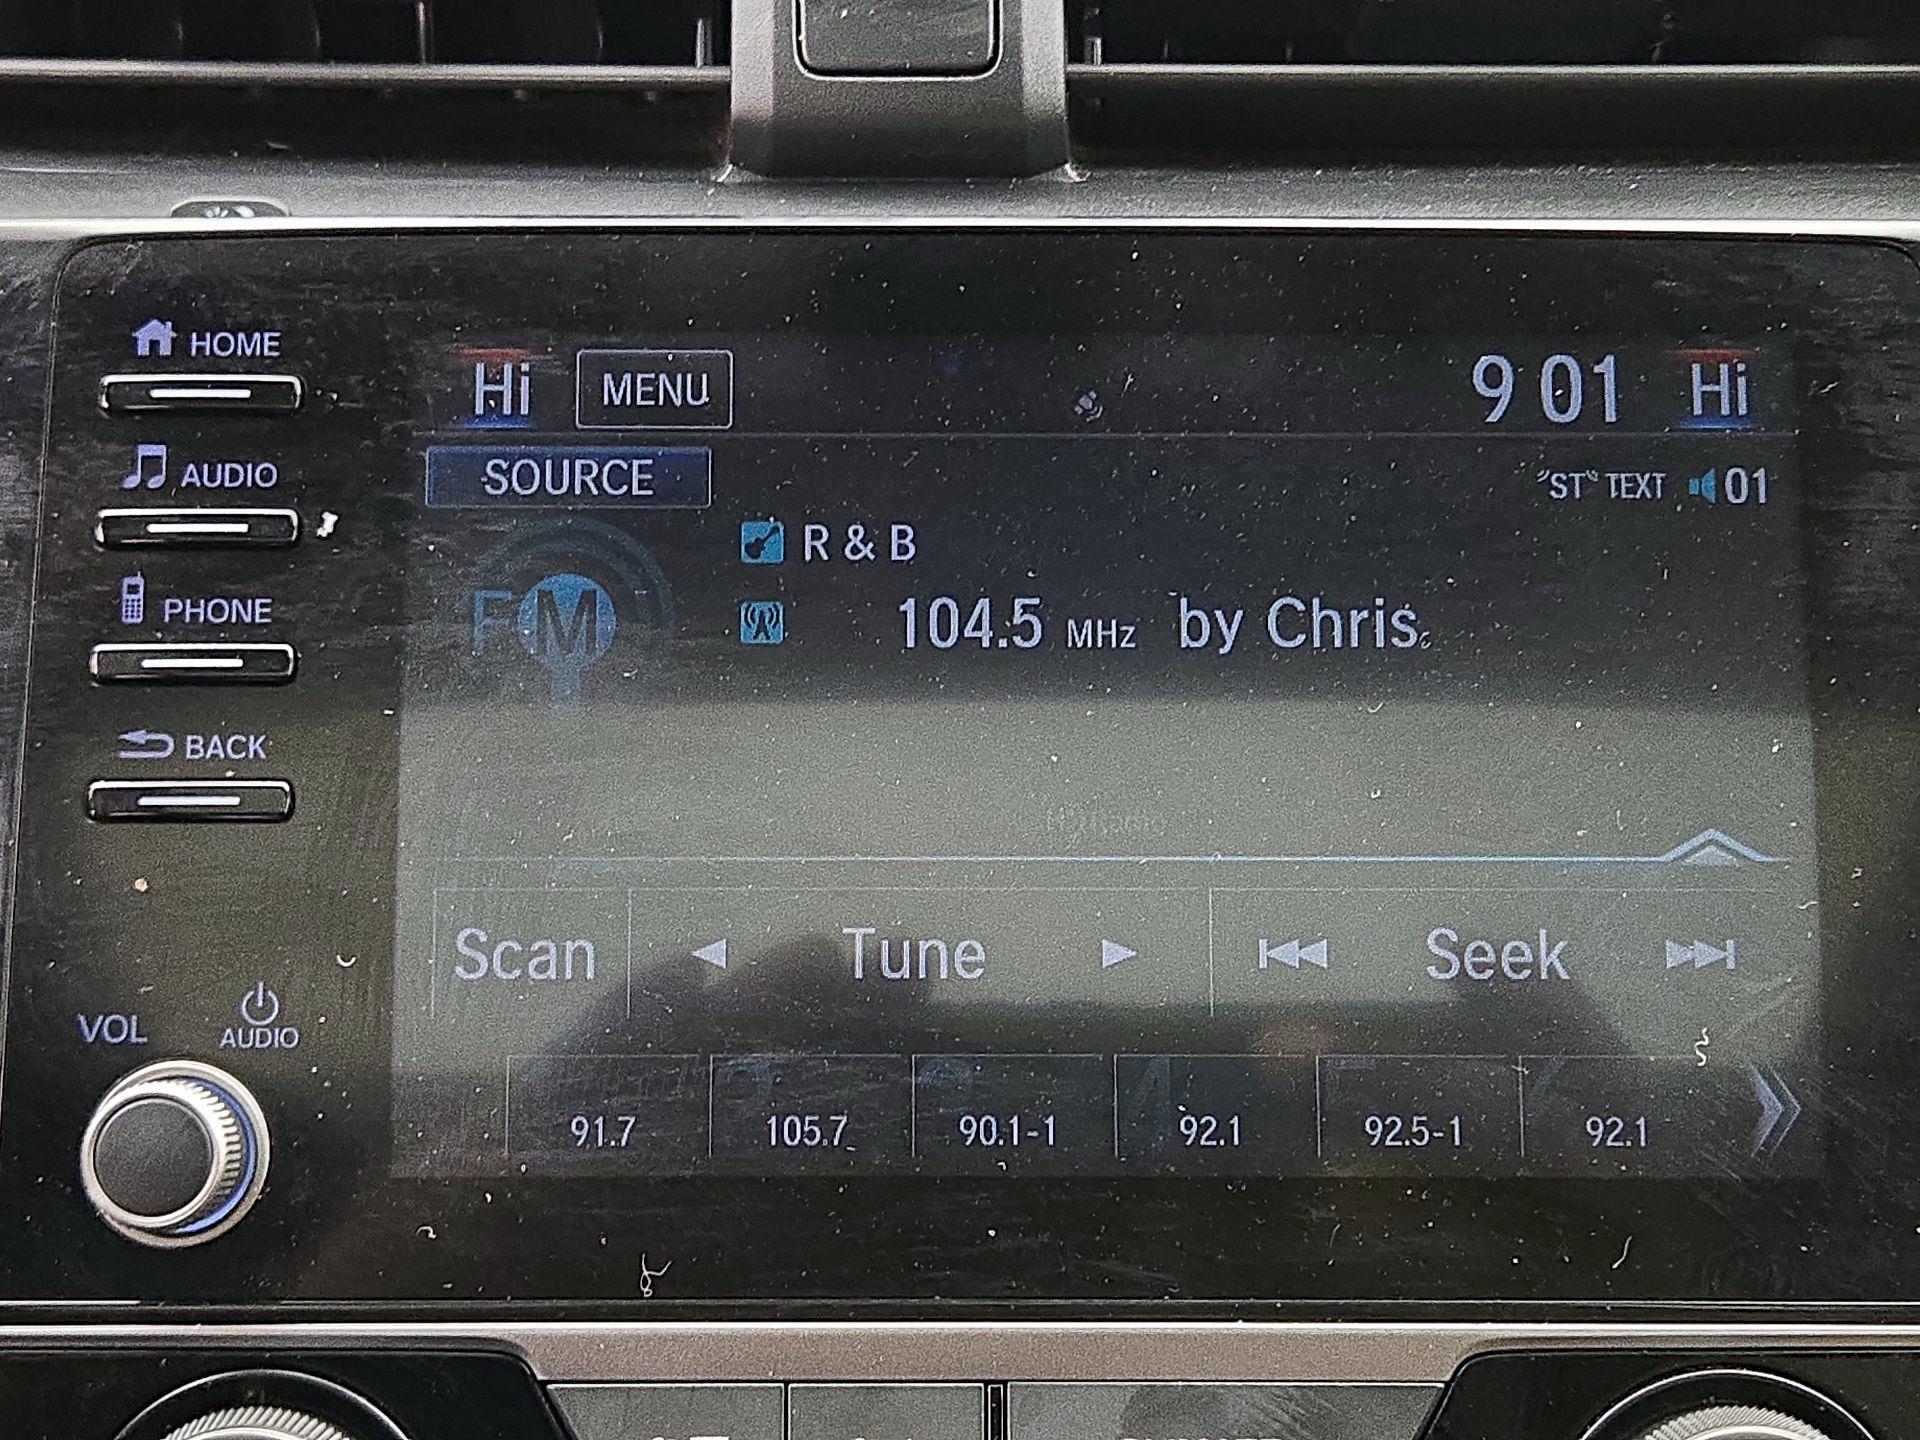 HOME
Hi MENU 9 01 Hi
AUDIO
SOURCE
"ST" TEXT 01
R & B
FM
104.5 MHz by Chris
PHONE
BACK
Scan Tune Seek
VOL AUDIO
91.7 105.7 90.1-1 92.1 92.5-1 92.1